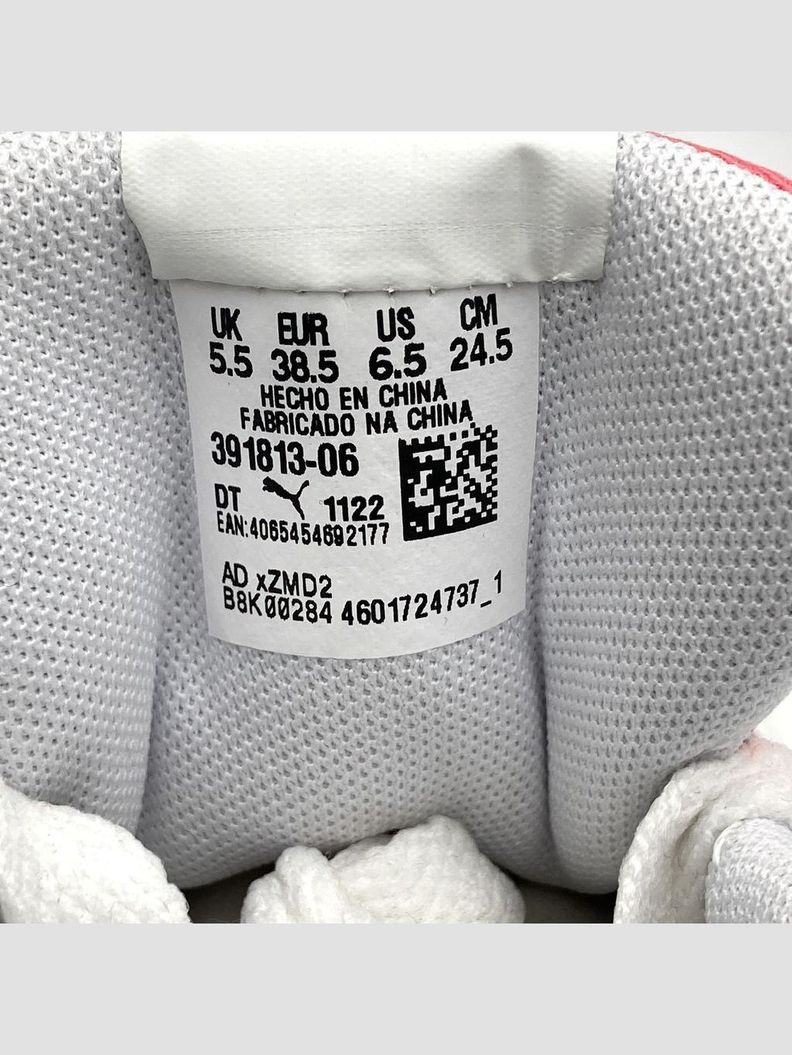 UK EUR US CM
5.5 38.5 6.5 24.5
HECHO EN CHINA
FABRICADO NA CHINA
391813-06
DT 1122
EAN:4065454692177
AD xZMD2
B8K00284 4601724737_1